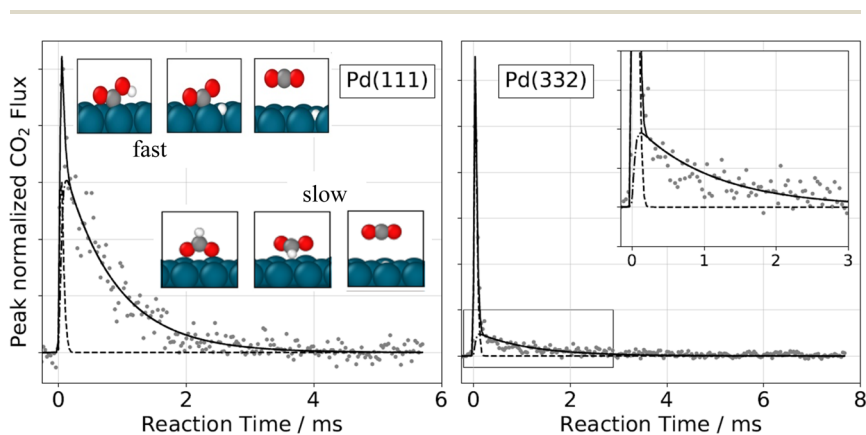 Peak normalized CO2 Flux
Pd(111)
fast
slow
0 2 4 6
Reaction Time / ms
Pd(332)
0 1 2 3
0 2 4 6 8
Reaction Time / ms